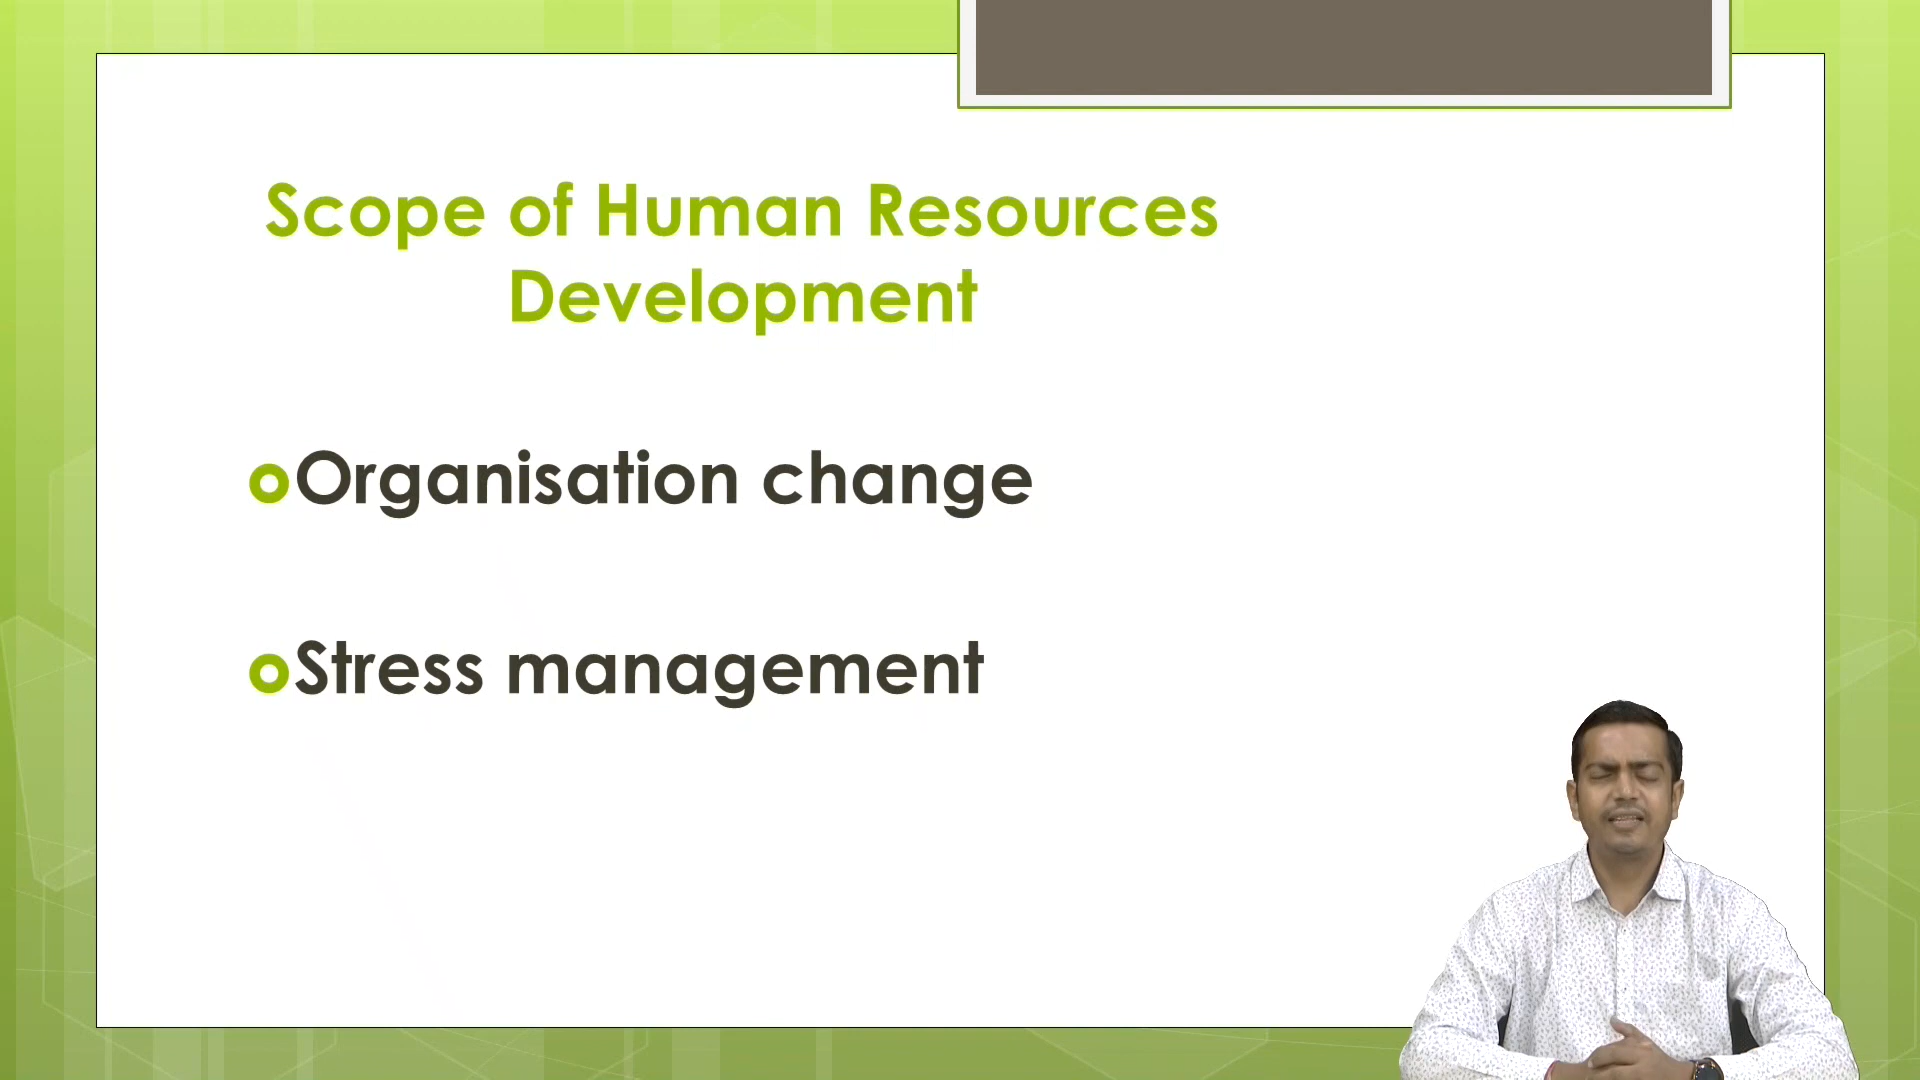 Scope of Human Resources
Development
Organisation change
Stress management